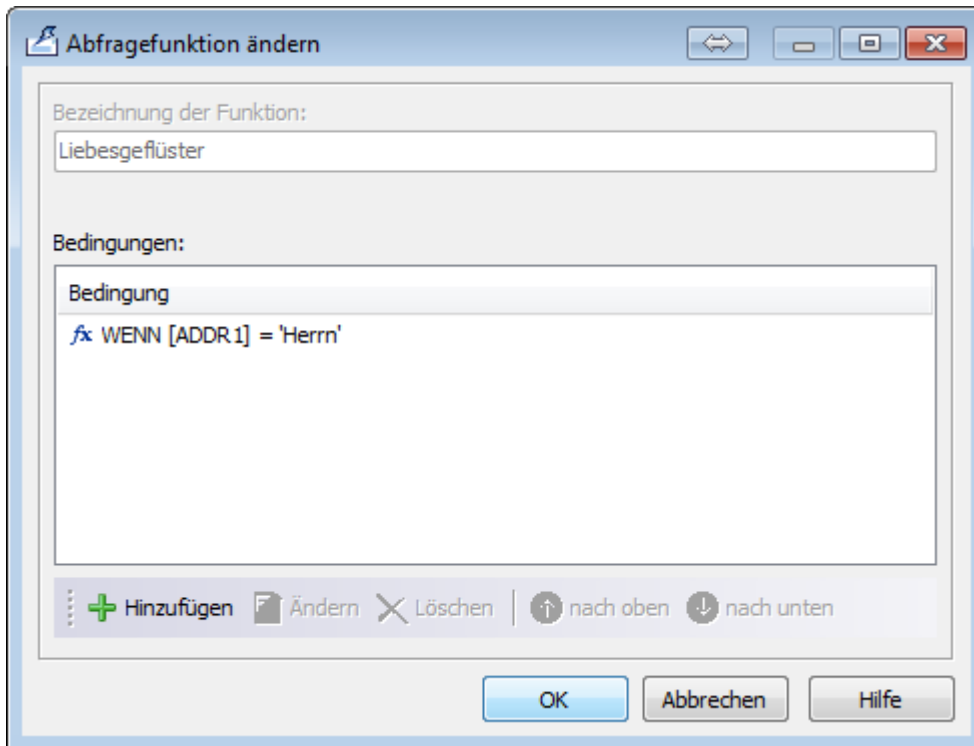 Abfragefunktion ändern
Bezeichnung der Funktion:
Liebesgeflüster
Bedingungen:
Bedingung
fx WENN [ADDR1] = 'Herrn'
Hinzufügen Ändern Löschen nach oben nach unten
OK Abbrechen Hilfe